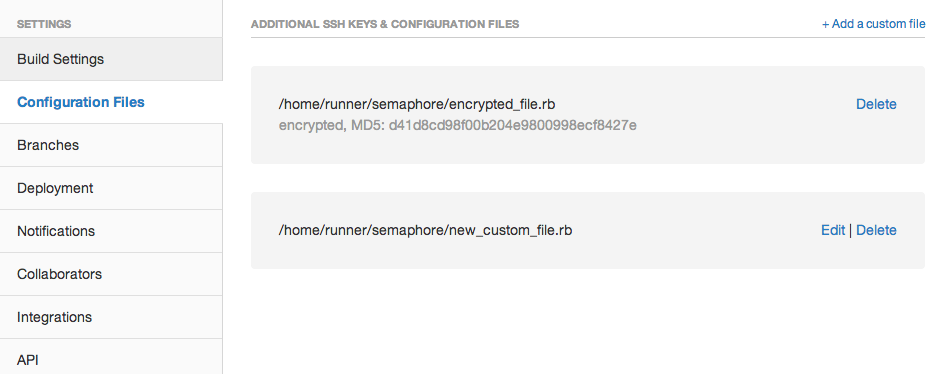 SETTINGS
Build Settings
Configuration Files
Branches
Deployment
Notifications
Collaborators
Integrations
API
ADDITIONAL SSH KEYS & CONFIGURATION FILES
+ Add a custom file
/home/runner/semaphore/encrypted_file.rb
Delete
encrypted, MD5: d41d8cd98f00b204e9800998ecf8427e
/home/runner/semaphore/new_custom_file.rb
Edit | Delete